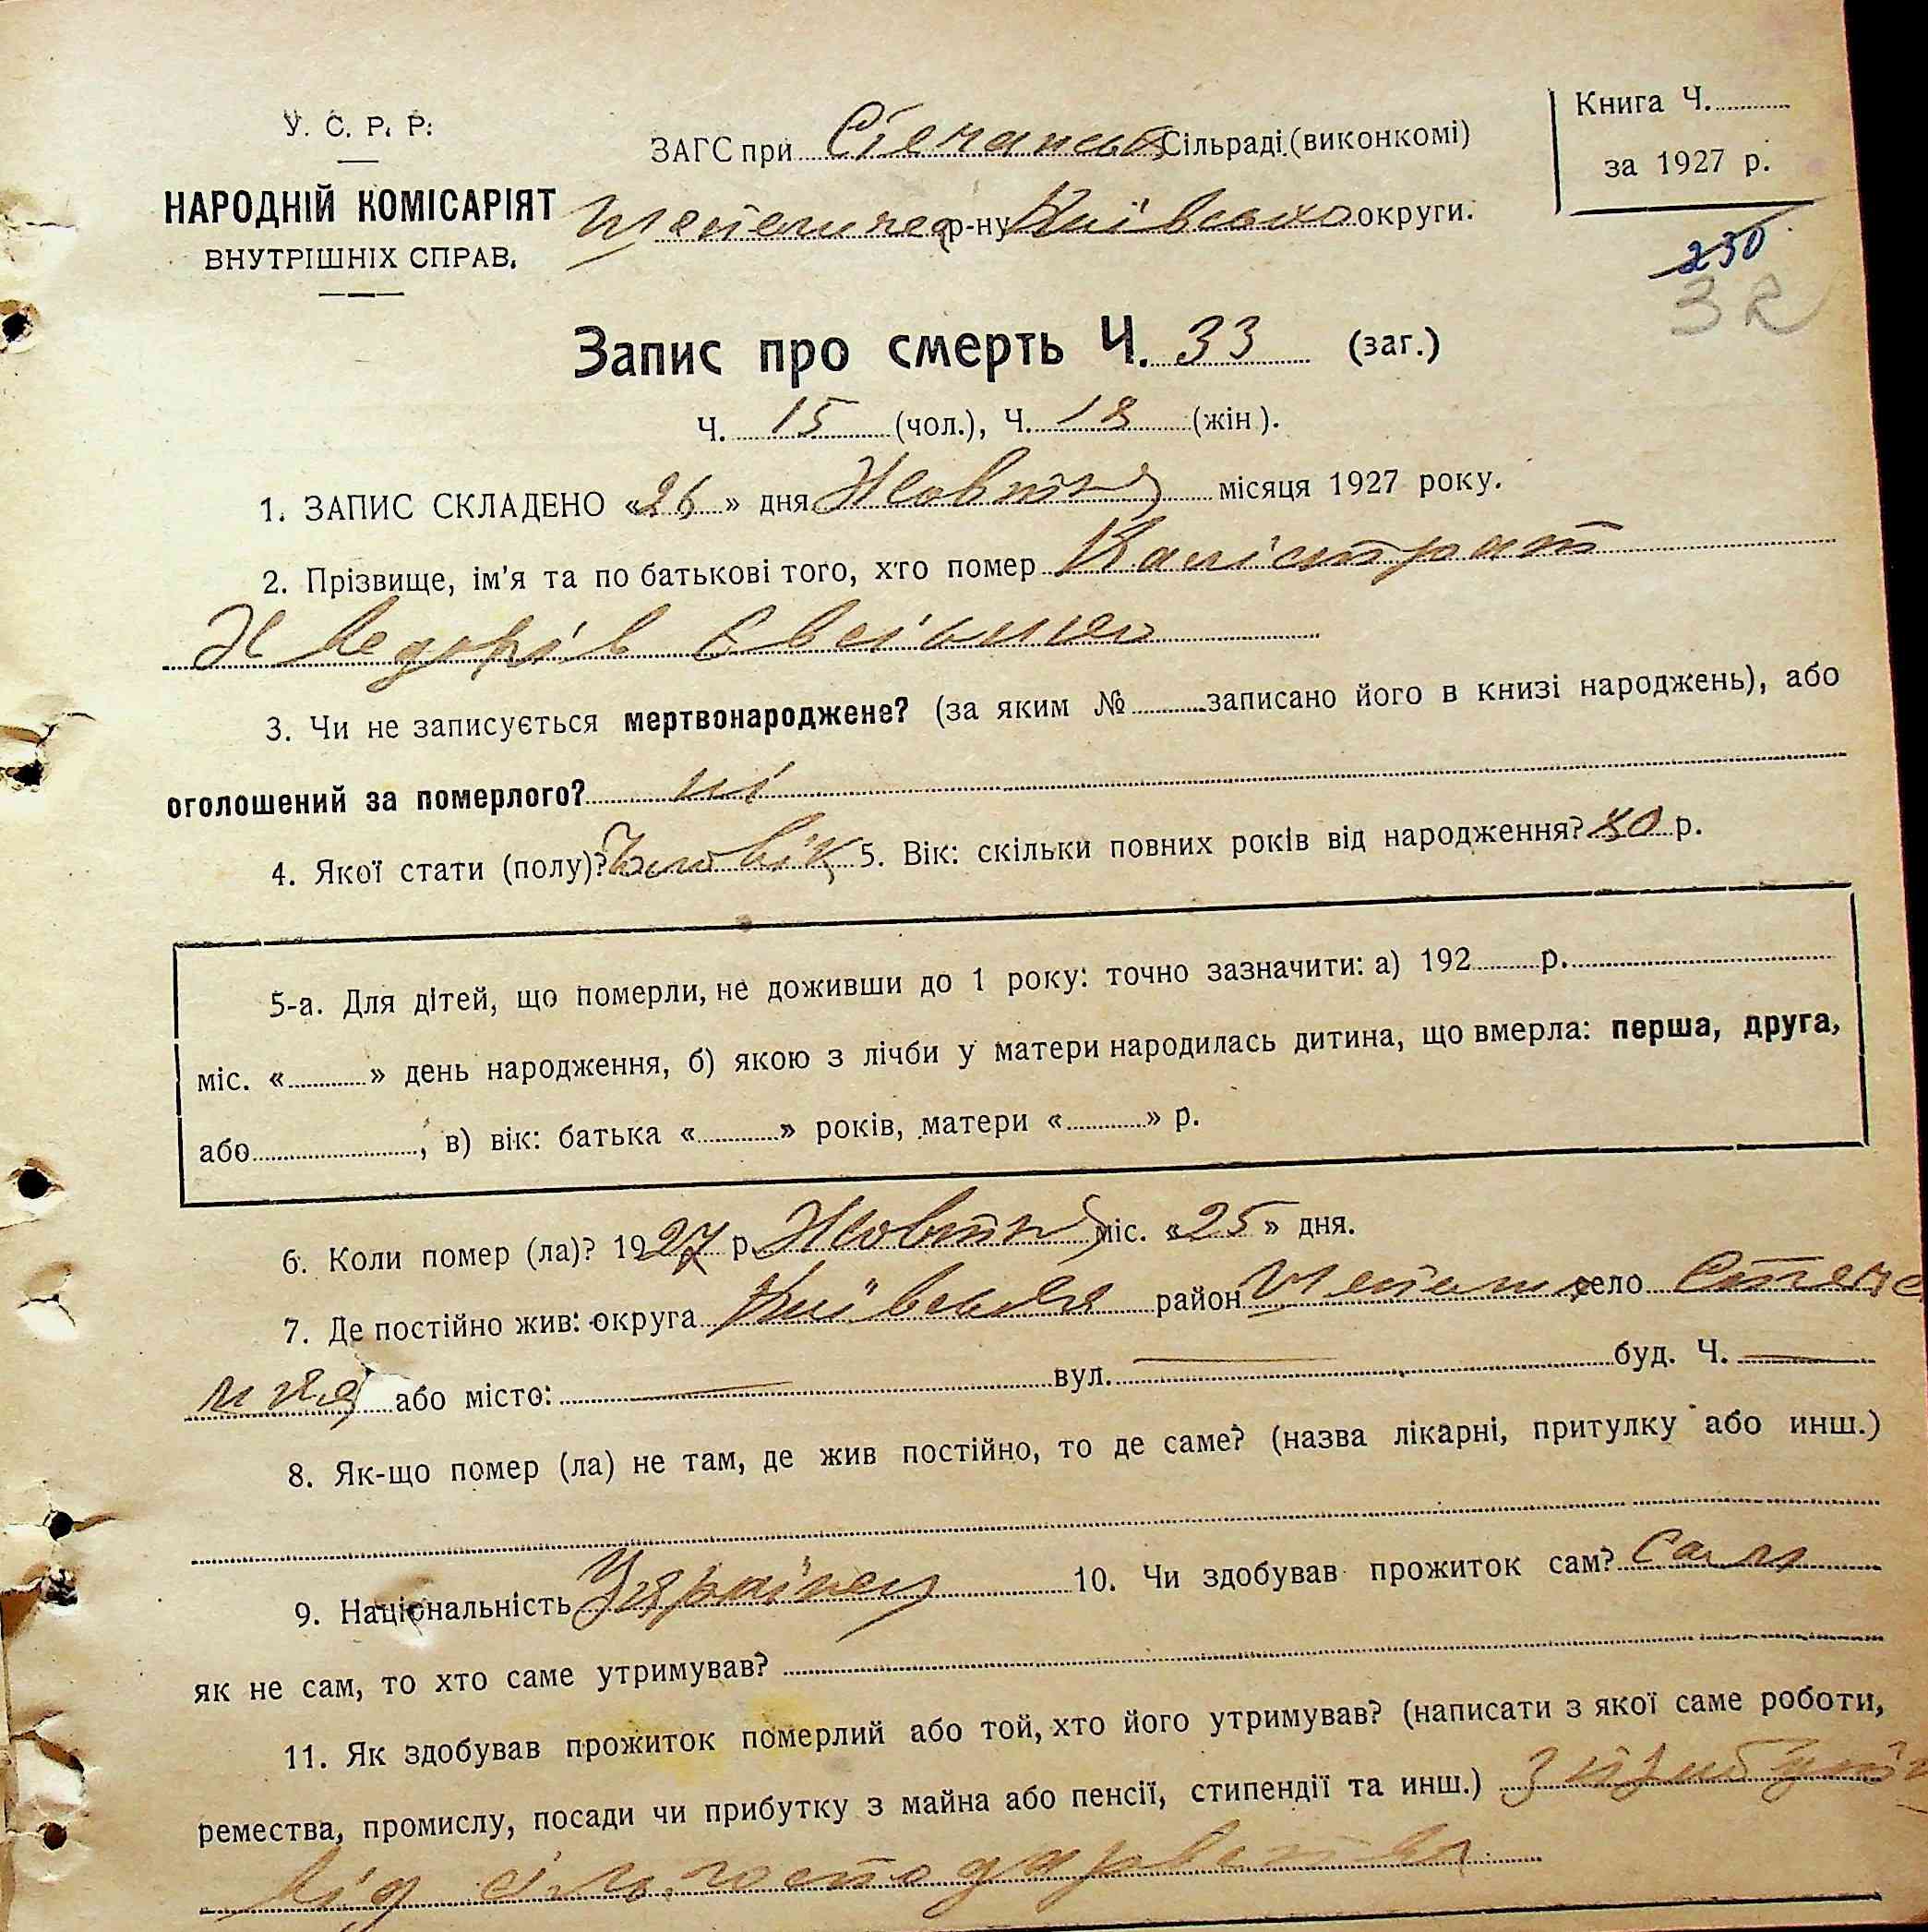 У. С. Р. Р.
НАРОДНІЙ КОМІСАРІЯТ
ВНУТРІШНІХ СПРАВ.
ЗАГС при Сільраді (виконкомі)
р-ну Київсько округи.
Книга Ч.
за 1927 р.
250
32
Запис про смерть Ч. 33 (заг.)
Ч. 15 (чол.), Ч. 18 (жін.).
1. ЗАПИС СКЛАДЕНО «26» дня Жовтня місяця 1927 року.
2. Прізвище, ім'я та по батькові того, хто помер Калістрат
3. Чи не записується мертвонароджене? (за яким № записано його в книзі народжень), або
оголошений за померлого? ні
4. Якої стати (полу)? Чоловік 5. Вік: скільки повних років від народження? 80 р.
5-а. Для дітей, що померли, не доживши до 1 року: точно зазначити: а) 192 р.
міс. « » день народження, б) якою з лічби у матери народилась дитина, що вмерла: перша, друга,
або , в) вік: батька « » років, матери « » р.
6. Коли помер (ла)? 1927 р. Жовтня міс. «25» дня.
7. Де постійно жив: округа Київська район село
або місто: — вул. — буд. Ч. —
8. Як-що помер (ла) не там, де жив постійно, то де саме? (назва лікарні, притулку або инш.)
9. Національність Українець 10. Чи здобував прожиток сам? Сам
як не сам, то хто саме утримував?
11. Як здобував прожиток померлий або той, хто його утримував? (написати з якої саме роботи,
ремества, промислу, посади чи прибутку з майна або пенсії, стипендії та инш.) з прибутків
від сіль. господарства